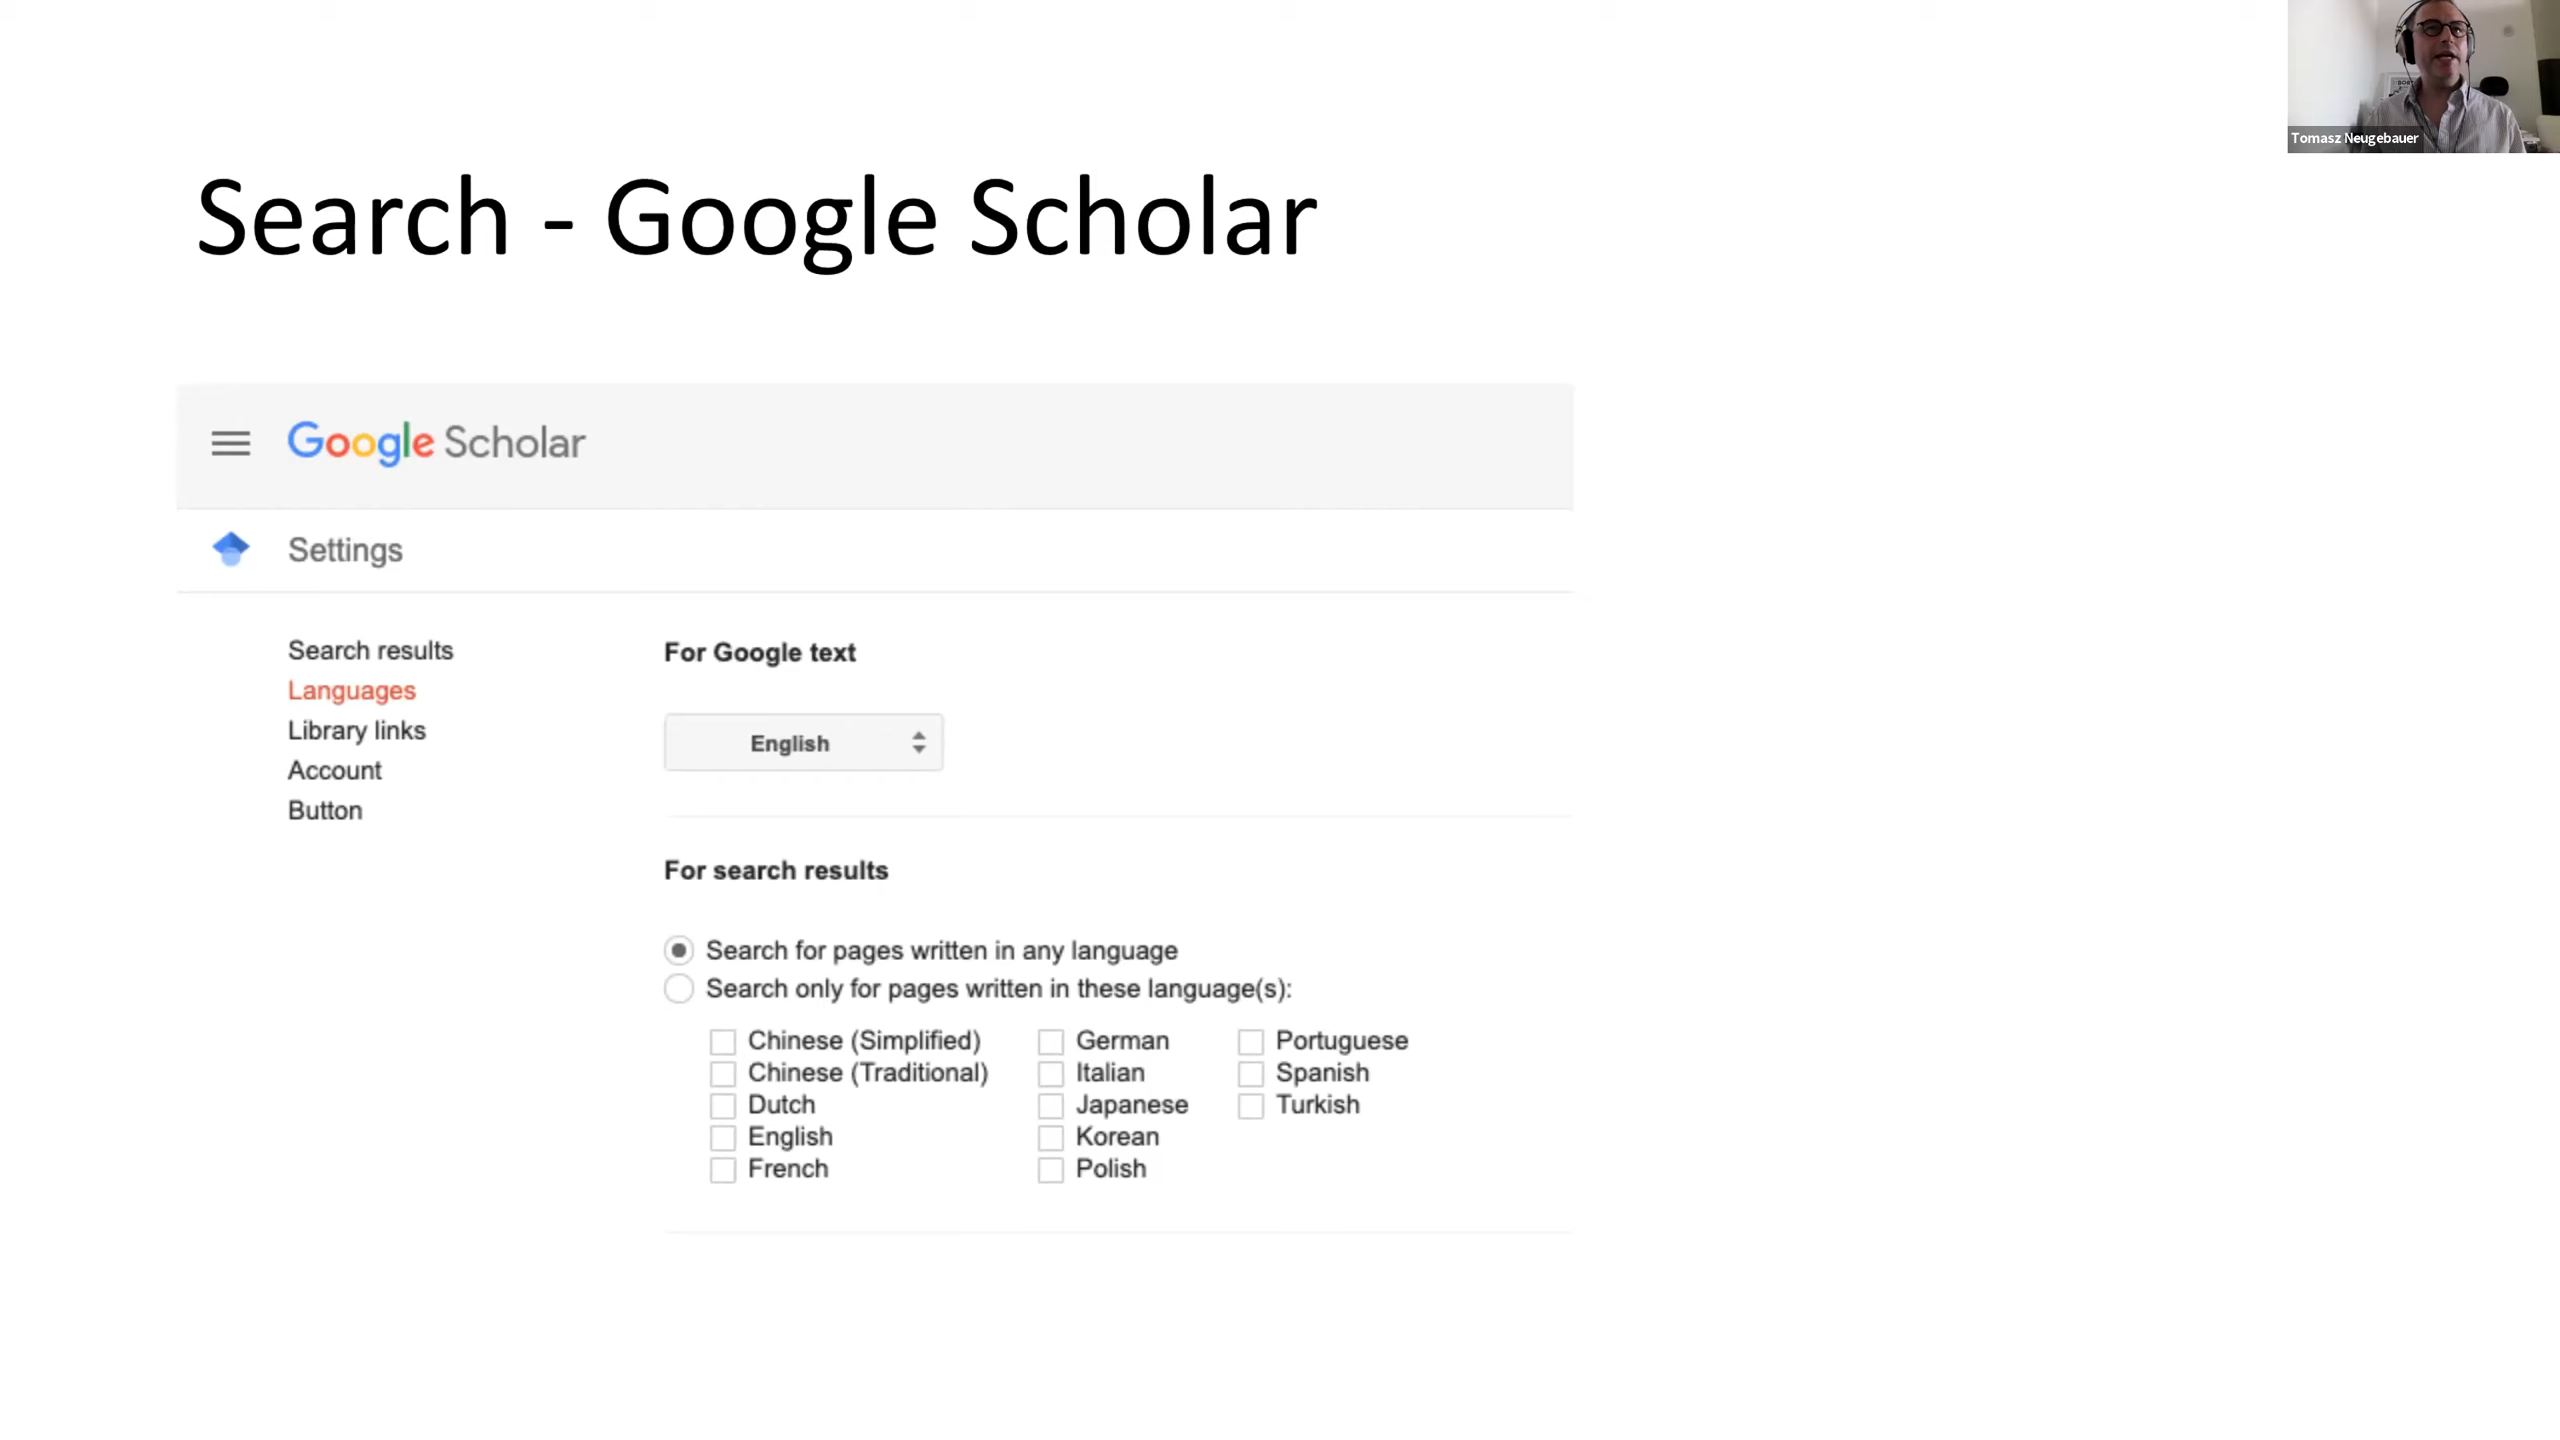 Tomasz Neugebauer
Search - Google Scholar
Google Scholar
Settings
Search results
Languages
Library links
Account
Button
For Google text
English
For search results
Search for pages written in any language
Search only for pages written in these language(s):
Chinese (Simplified)
Chinese (Traditional)
Dutch
English
French
German
Italian
Japanese
Korean
Polish
Portuguese
Spanish
Turkish